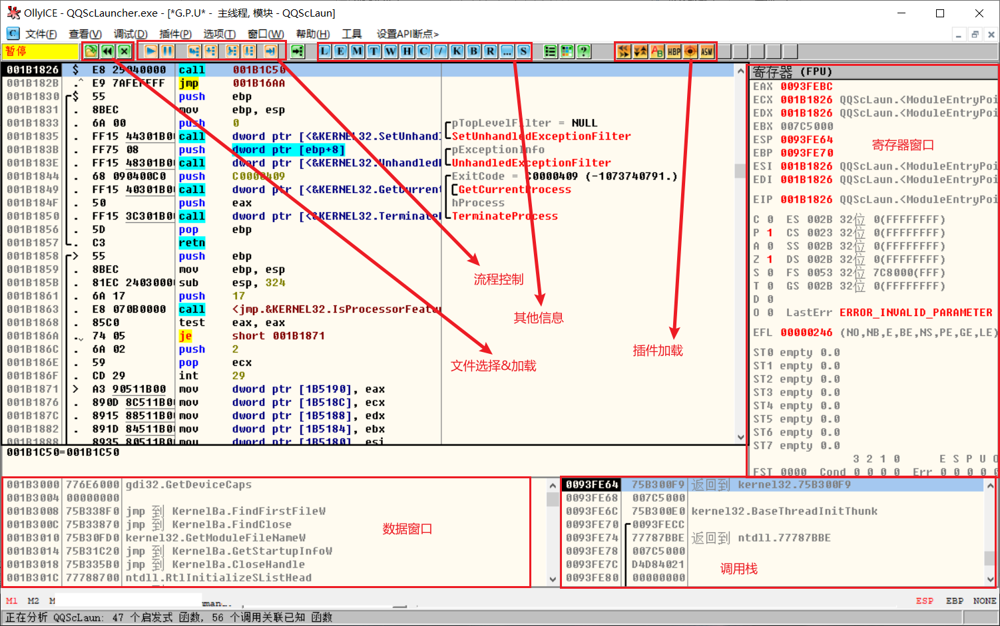 OllyICE - QQScLauncher.exe - [*G.P.U* - 主线程, 模块 - QQScLaun]
文件(F) 查看(V) 调试(D) 插件(P) 选项(T) 窗口(W) 帮助(H) 工具 设置API断点>
暂停 L E M T W H C / K B R ... S ? AB HBP ASM
001B1826 $ E8 25040000 call 001B1C50
001B182B .^ E9 7AFEFFFF jmp 001B16AA
001B1830 $ 55 push ebp
001B1831 . 8BEC mov ebp, esp
001B1833 . 6A 00 push 0 pTopLevelFilter = NULL
001B1835 . FF15 44301B0 call dword ptr [<&KERNEL32.SetUnhand SetUnhandledExceptionFilter
001B183B . FF75 08 push dword ptr [ebp+8] pExceptionInfo
001B183E . FF15 48301B0 call dword ptr [<&KERNEL32.Unhandled UnhandledExceptionFilter
001B1844 . 68 090400C0 push C0000409 ExitCode = C0000409 (-1073740791.)
001B1849 . FF15 40301B0 call dword ptr [<&KERNEL32.GetCurrent GetCurrentProcess
001B184F . 50 push eax hProcess
001B1850 . FF15 3C301B0 call dword ptr [<&KERNEL32.Terminate TerminateProcess
001B1856 . 5D pop ebp
001B1857 . C3 retn
001B1858 > 55 push ebp
001B1859 . 8BEC mov ebp, esp
001B185B . 81EC 2403000 sub esp, 324
001B1861 . 6A 17 push 17
001B1863 . E8 070B0000 call <jmp.&KERNEL32.IsProcessorFeatu
001B1868 . 85C0 test eax, eax
001B186A . 74 05 je short 001B1871
001B186C . 6A 02 push 2
001B186E . 59 pop ecx
001B186F . CD 29 int 29
001B1871 > A3 90511B00 mov dword ptr [1B5190], eax
001B1876 . 890D 8C511B0 mov dword ptr [1B518C], ecx
001B187C . 8915 88511B0 mov dword ptr [1B5188], edx
001B1882 . 891D 84511B0 mov dword ptr [1B5184], ebx
001B1888 . 8935 80511B0 mov dword ptr [1B5180], esi
流程控制
其他信息
插件加载
文件选择&加载
001B1C50=001B1C50
寄存器 (FPU)
EAX 0093FEBC
ECX 001B1826 QQScLaun.<ModuleEntryPoi
EDX 001B1826 QQScLaun.<ModuleEntryPoi
EBX 007C5000
ESP 0093FE64
EBP 0093FE70
ESI 001B1826 QQScLaun.<ModuleEntryPoi
EDI 001B1826 QQScLaun.<ModuleEntryPoi
寄存器窗口
EIP 001B1826 QQScLaun.<ModuleEntryPoi
C 0 ES 002B 32位 0(FFFFFFFF)
P 1 CS 0023 32位 0(FFFFFFFF)
A 0 SS 002B 32位 0(FFFFFFFF)
Z 1 DS 002B 32位 0(FFFFFFFF)
S 0 FS 0053 32位 7C8000(FFF)
T 0 GS 002B 32位 0(FFFFFFFF)
D 0
O 0 LastErr ERROR_INVALID_PARAMETER
EFL 00000246 (NO,NB,E,BE,NS,PE,GE,LE)
ST0 empty 0.0
ST1 empty 0.0
ST2 empty 0.0
ST3 empty 0.0
ST4 empty 0.0
ST5 empty 0.0
ST6 empty 0.0
ST7 empty 0.0
3 2 1 0 E S P U O
FST 0000 Cond 0 0 0 0 Err 0 0 0 0 0
001B3000 776E6000 gdi32.GetDeviceCaps
001B3004 00000000
001B3008 75B338F0 jmp 到 KernelBa.FindFirstFileW
001B300C 75B33870 jmp 到 KernelBa.FindClose
001B3010 75B30FD0 kernel32.GetModuleFileNameW
001B3014 75B31C20 jmp 到 KernelBa.GetStartupInfoW
001B3018 75B335B0 jmp 到 KernelBa.CloseHandle
001B301C 77788700 ntdll.RtlInitializeSListHead
数据窗口
0093FE64 75B300F9 返回到 kernel32.75B300F9
0093FE68 007C5000
0093FE6C 75B300E0 kernel32.BaseThreadInitThunk
0093FE70 0093FECC
0093FE74 77787BBE 返回到 ntdll.77787BBE
0093FE78 007C5000
0093FE7C D4D84021
0093FE80 00000000
调用栈
M1 M2 ESP EBP NONE
正在分析 QQScLaun: 47 个启发式 函数, 56 个调用关联已知 函数